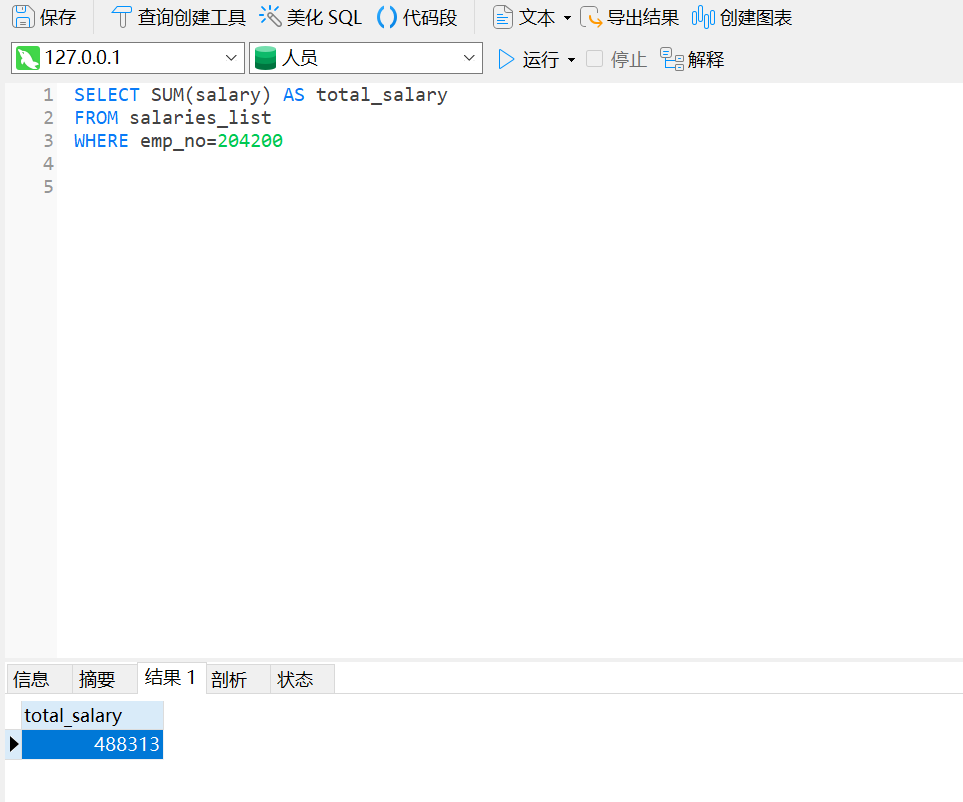 保存 查询创建工具 美化 SQL 代码段 文本 导出结果 创建图表
127.0.0.1 人员 运行 停止 解释
1 SELECT SUM(salary) AS total_salary
2 FROM salaries_list
3 WHERE emp_no=204200
4
5
信息 摘要 结果 1 剖析 状态
total_salary
488313